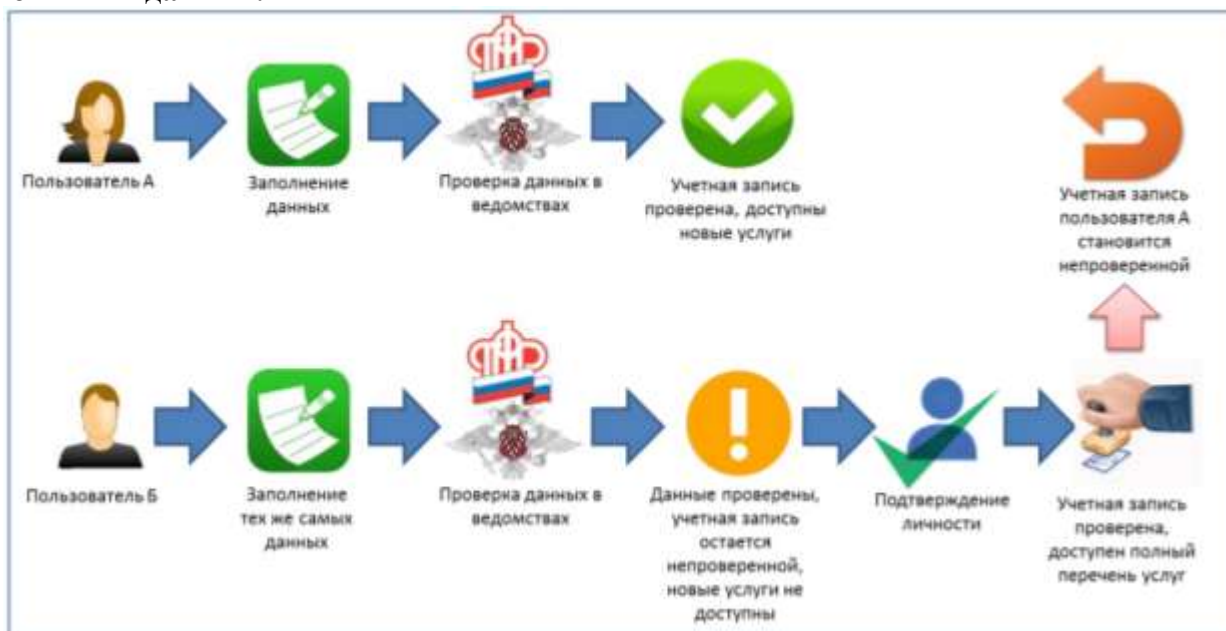 Пользователь А
Заполнение
данных
Проверка данных в
ведомствах
Учетная запись
проверена, доступны
новые услуги
Учетная запись
пользователя А
становится
непроверенной
Пользователь Б
Заполнение
тех же самых
данных
Проверка данных в
ведомствах
Данные проверены,
учетная запись
остается
непроверенной,
новые услуги не
доступны
Подтверждение
личности
Учетная запись
проверена,
доступен полный
перечень услуг